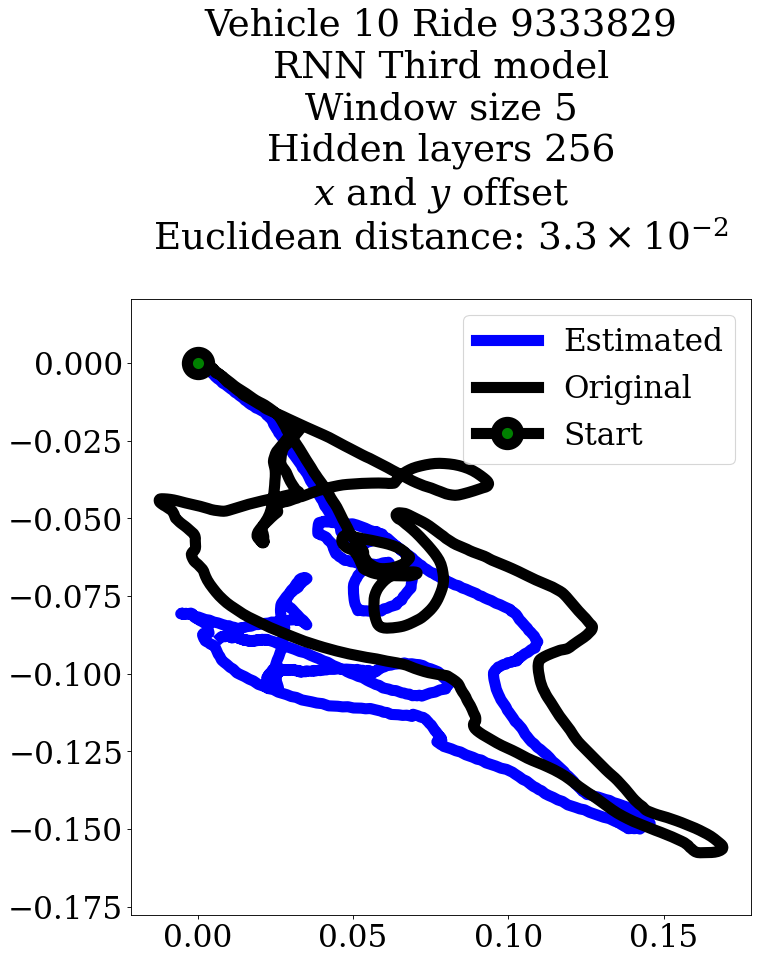 Vehicle 10 Ride 9333829
RNN Third model
Window size 5
Hidden layers 256
x and y offset
Euclidean distance: 3.3 × 10⁻²
Estimated
Original
Start
0.000
−0.025
−0.050
−0.075
−0.100
−0.125
−0.150
−0.175
0.00 0.05 0.10 0.15